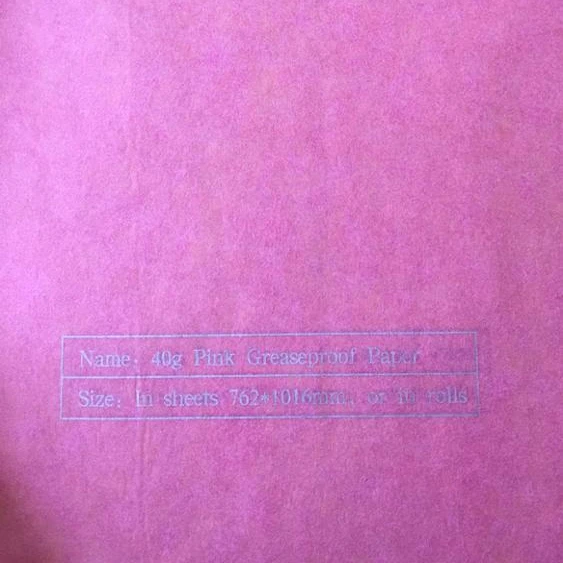 Name: 40g Pink Greaseproof Paper
Size: In sheets 762*1016mm, or in rolls